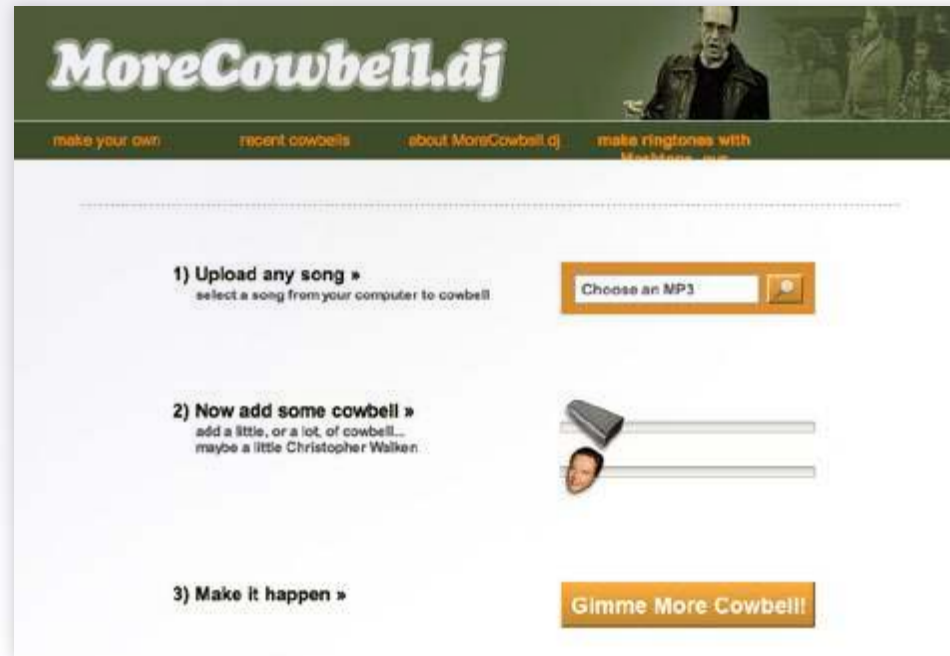 MoreCowbell.dj
make your own recent cowbells about MoreCowbell.dj make ringtones with
Mashtone, our
1) Upload any song »
select a song from your computer to cowbell
Choose an MP3
2) Now add some cowbell »
add a little, or a lot, of cowbell...
maybe a little Christopher Walken
3) Make it happen »
Gimme More Cowbell!